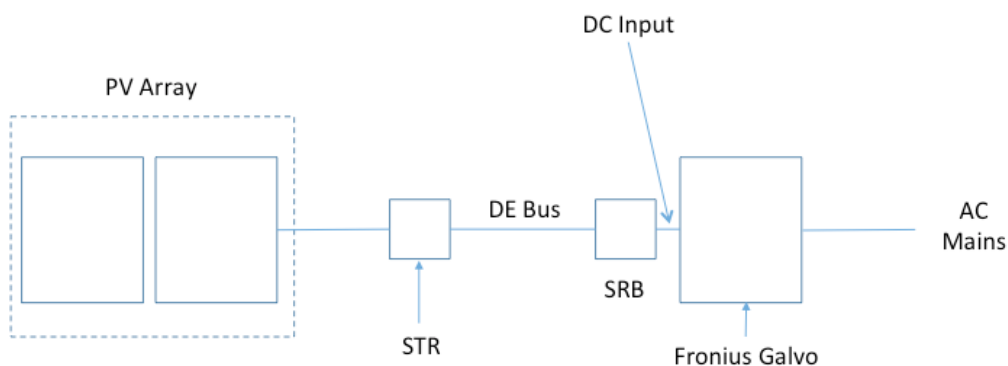 DC Input
PV Array
DE Bus
AC
Mains
SRB
STR
Fronius Galvo